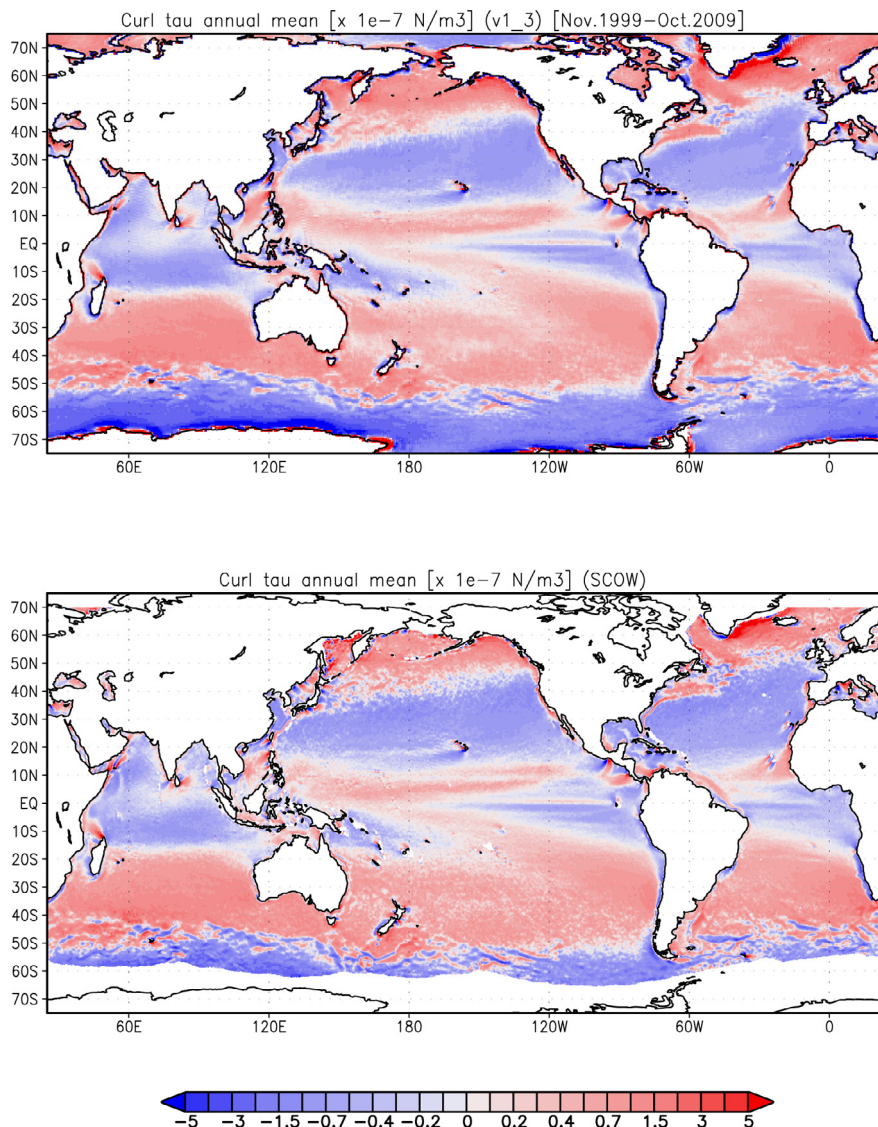 Curl tau annual mean [x 1e-7 N/m3] (v1_3) [Nov.1999-Oct.2009]
70N
60N
50N
40N
30N
20N
10N
EQ
10S
20S
30S
40S
50S
60S
70S
60E 120E 180 120W 60W 0
Curl tau annual mean [x 1e-7 N/m3] (SCOW)
70N
60N
50N
40N
30N
20N
10N
EQ
10S
20S
30S
40S
50S
60S
70S
60E 120E 180 120W 60W 0
-5 -3 -1.5 -0.7 -0.4 -0.2 0 0.2 0.4 0.7 1.5 3 5